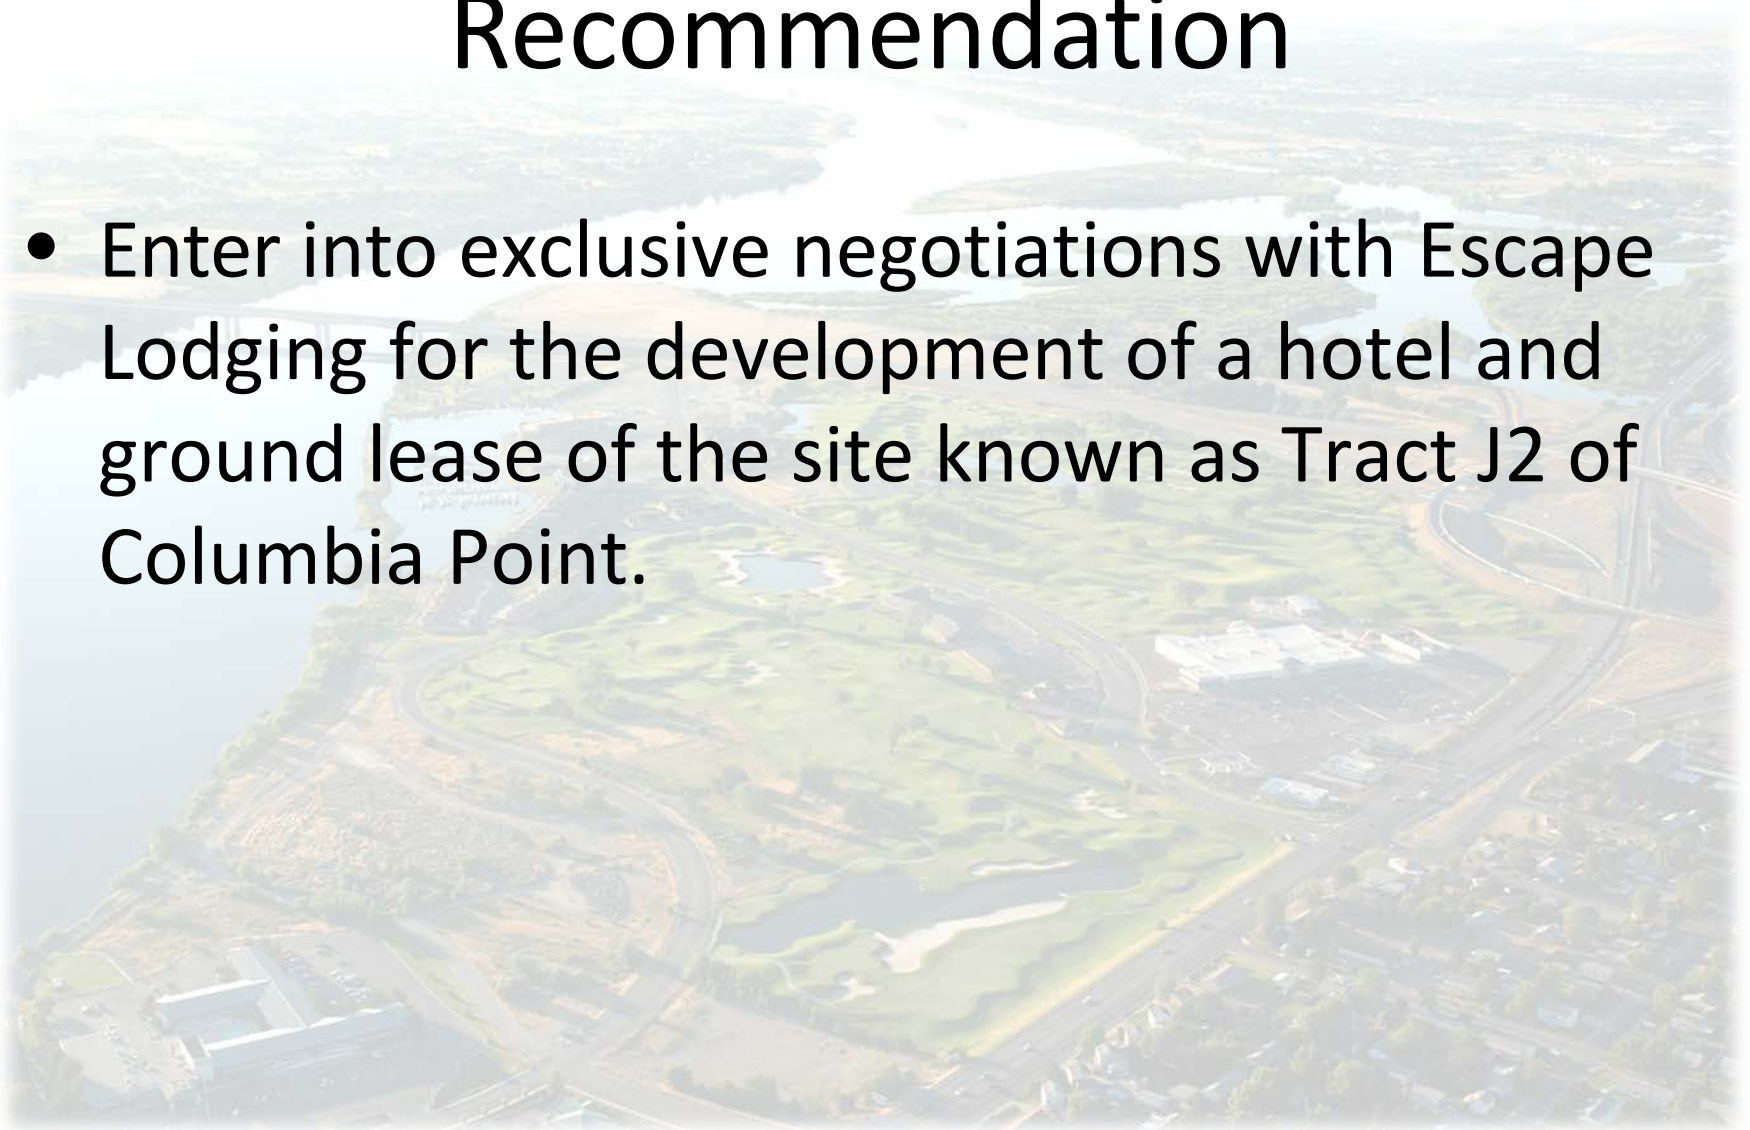 Recommendation
• Enter into exclusive negotiations with Escape
Lodging for the development of a hotel and
ground lease of the site known as Tract J2 of
Columbia Point.